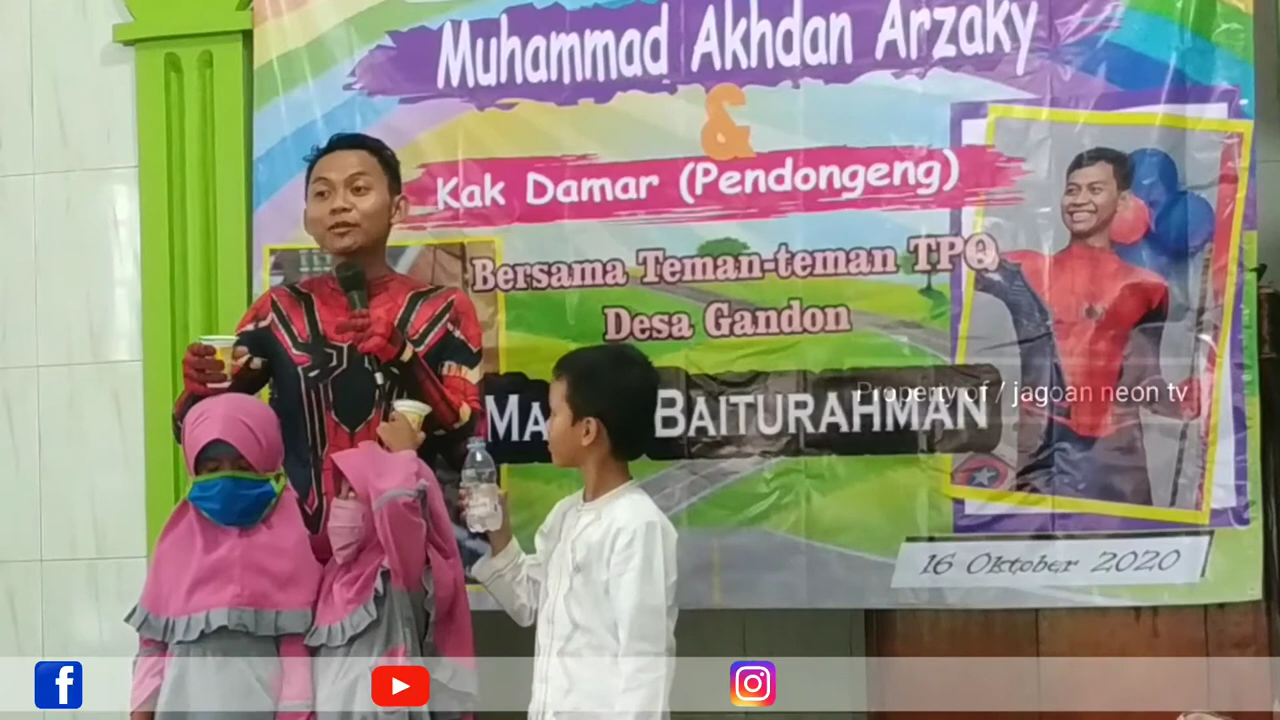 Muhammad Akhdan Arzaky
&
Kak Damar (Pendongeng)
Bersama Teman-teman TPQ
Desa Gandon
BAITURAHMAN
Property of / jagoan neon tv
16 Oktober 2020